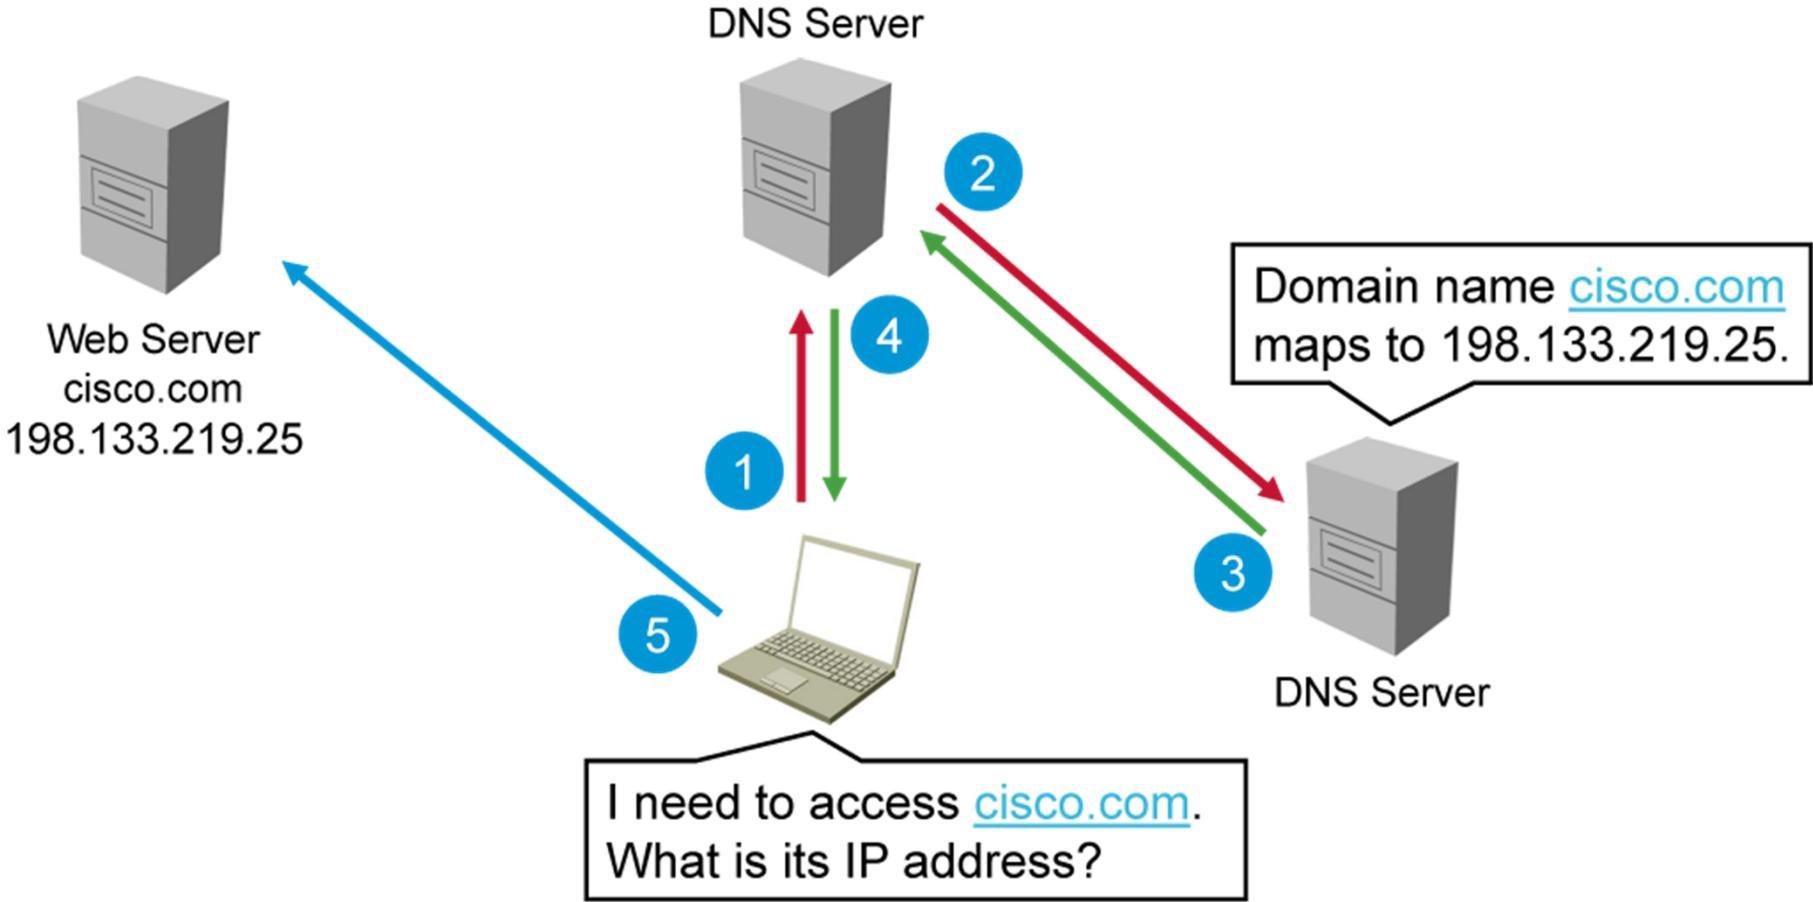 DNS Server
2
Domain name cisco.com
maps to 198.133.219.25.
4
Web Server
cisco.com
198.133.219.25
1
3
5
DNS Server
I need to access cisco.com.
What is its IP address?